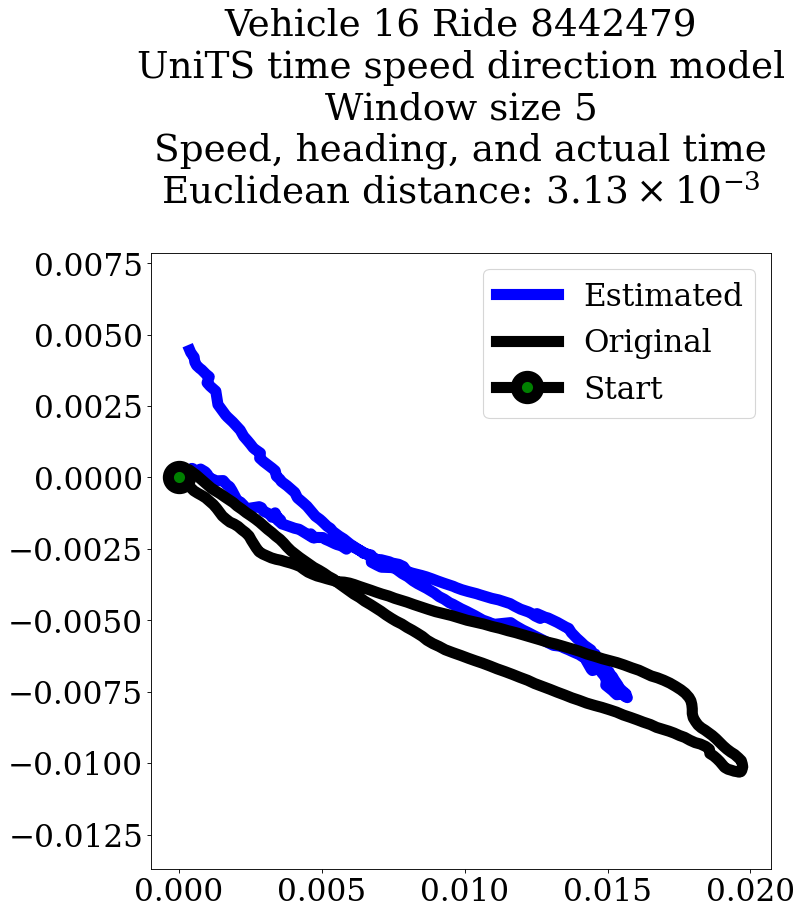 Vehicle 16 Ride 8442479
UniTS time speed direction model
Window size 5
Speed, heading, and actual time
Euclidean distance: 3.13 × 10⁻³
Estimated
Original
Start
0.0075
0.0050
0.0025
0.0000
−0.0025
−0.0050
−0.0075
−0.0100
−0.0125
0.000 0.005 0.010 0.015 0.020